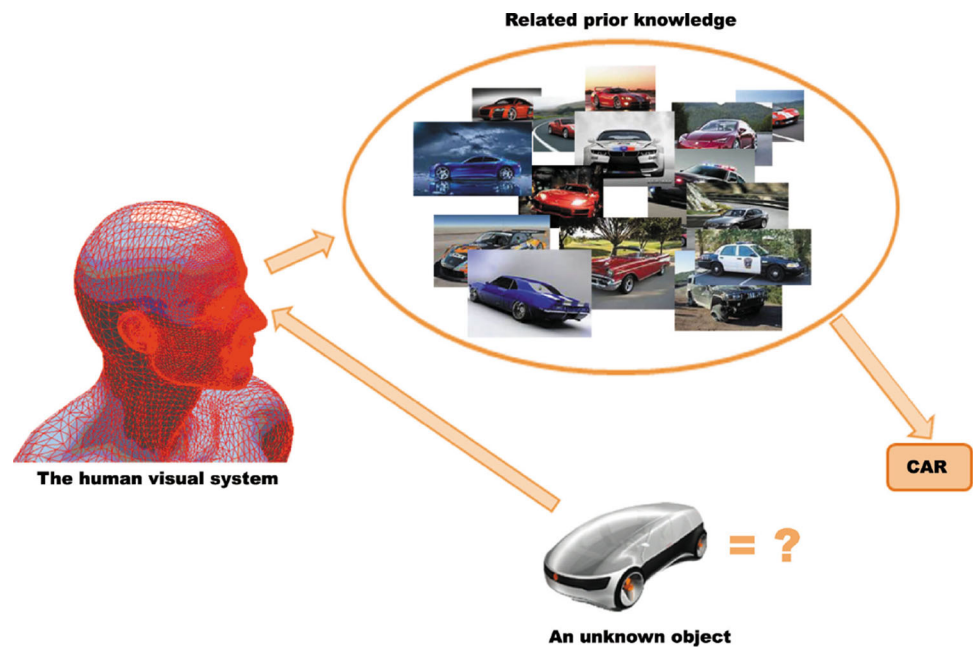 Related prior knowledge
The human visual system
CAR
= ?
An unknown object